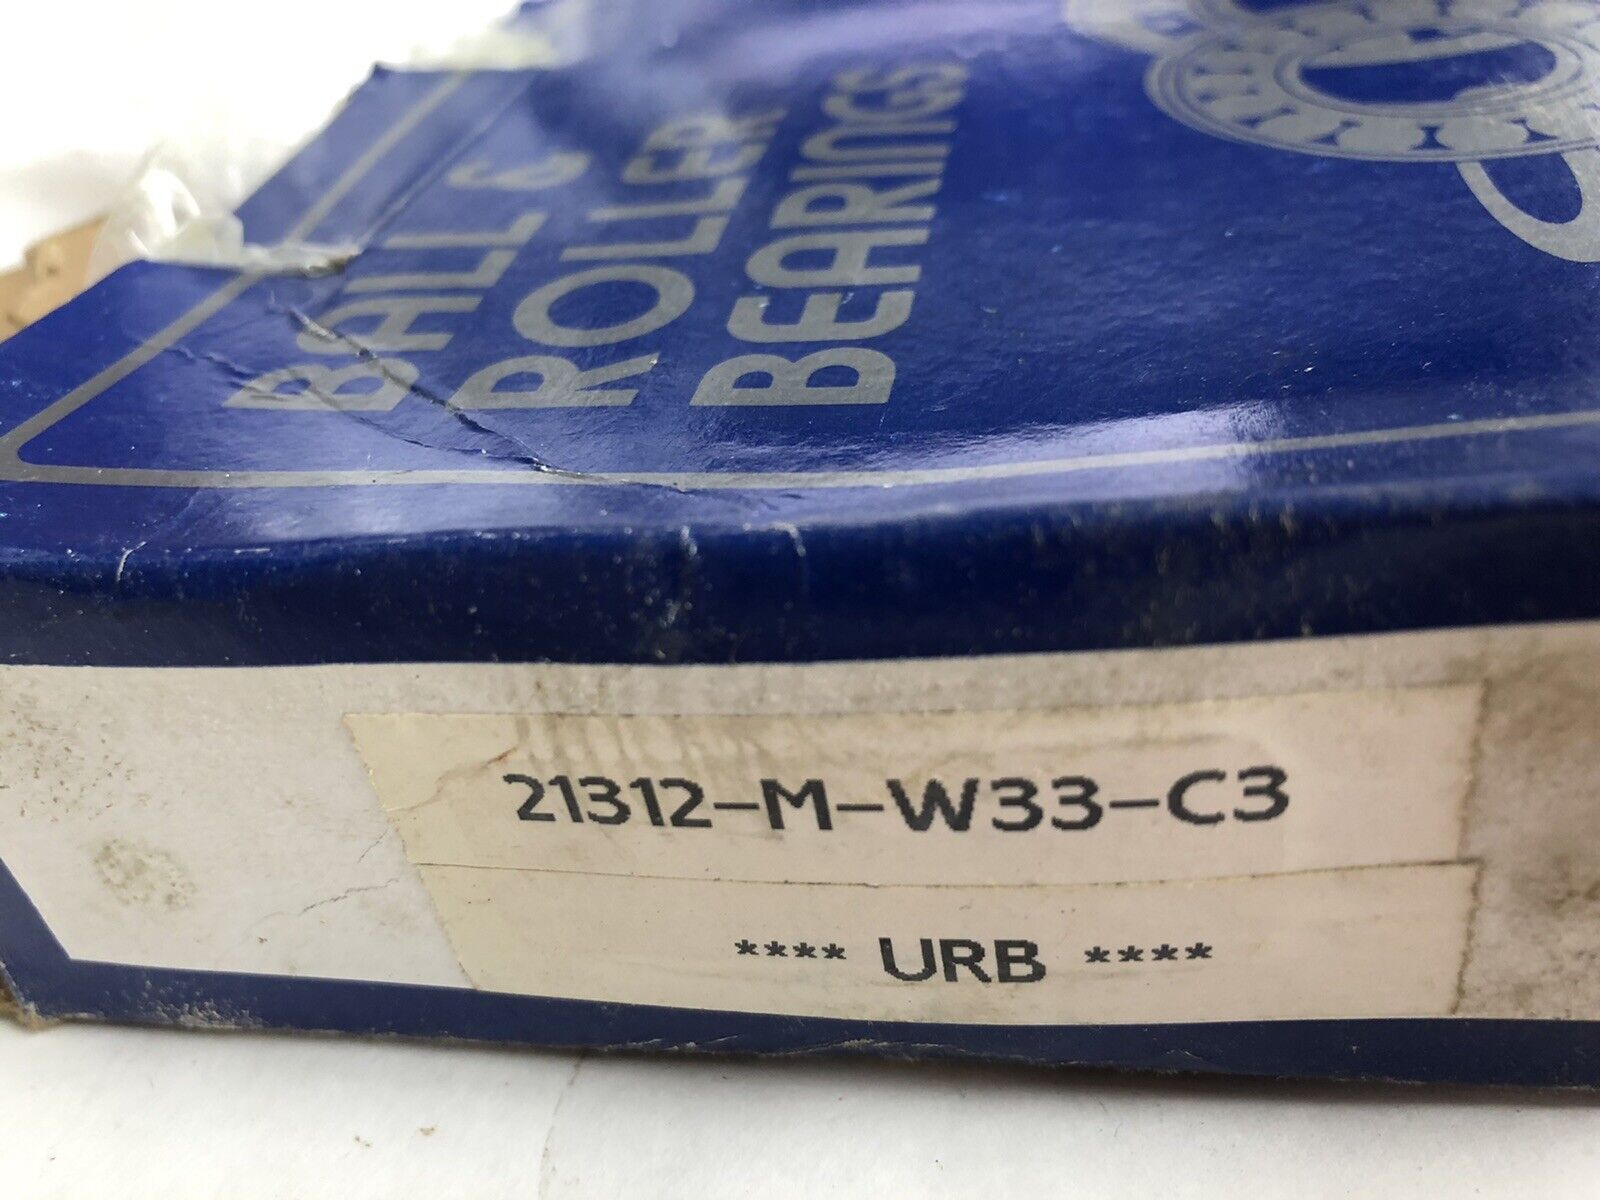 BALL &
ROLLER
BEARINGS
21312-M-W33-C3
**** URB ****